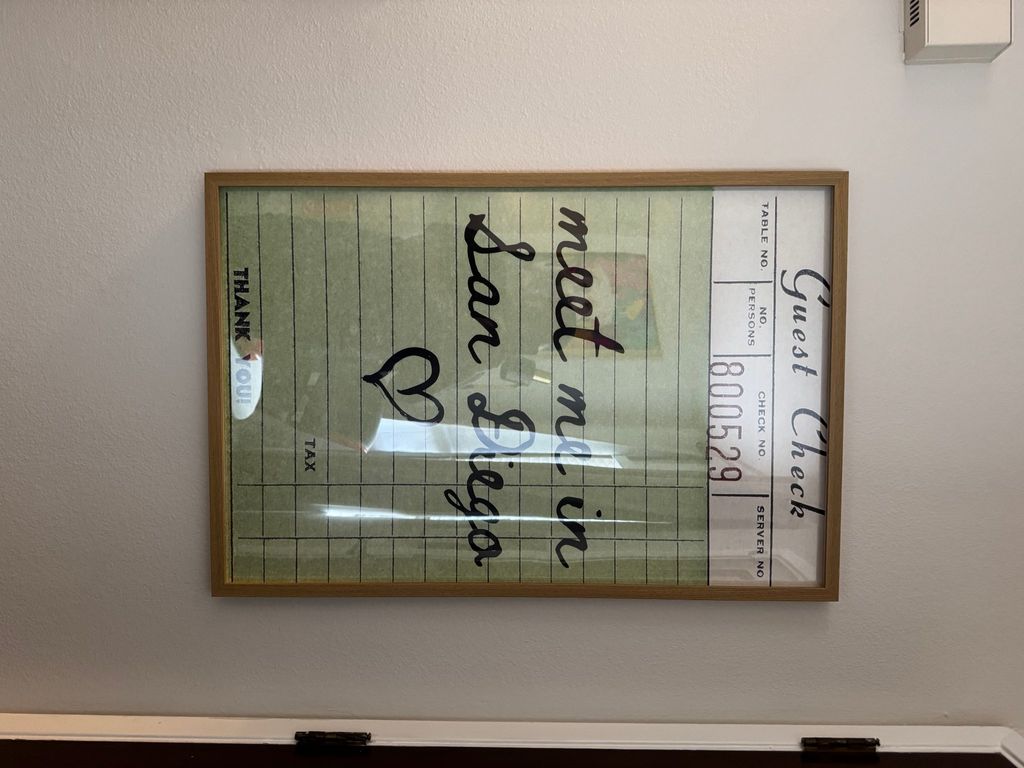 Guest Check
TABLE NO. NO. PERSONS CHECK NO. SERVER NO
800529
meet me in
San Diego
TAX
THANK YOU!